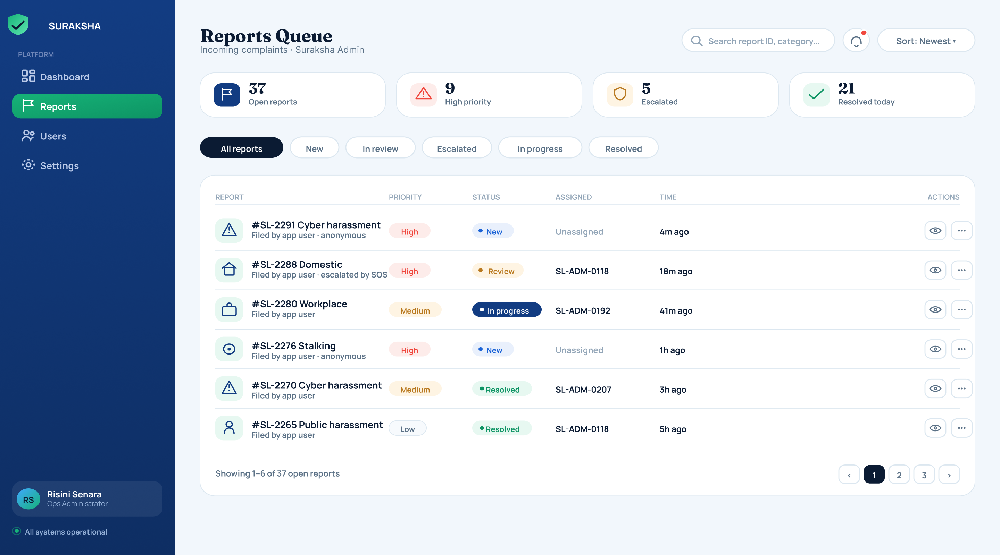 SURAKSHA
PLATFORM
Dashboard
Reports
Users
Settings
Risini Senara
RS
Ops Administrator
All systems operational
Reports Queue
Incoming complaints · Suraksha Admin
Search report ID, category...
Sort: Newest ▾
37
Open reports
9
High priority
5
Escalated
21
Resolved today
All reports
New
In review
Escalated
In progress
Resolved
REPORT PRIORITY STATUS ASSIGNED TIME ACTIONS
#SL-2291 Cyber harassment
Filed by app user · anonymous
High New Unassigned 4m ago
#SL-2288 Domestic
Filed by app user · escalated by SOS
High Review SL-ADM-0118 18m ago
#SL-2280 Workplace
Filed by app user
Medium In progress SL-ADM-0192 41m ago
#SL-2276 Stalking
Filed by app user · anonymous
High New Unassigned 1h ago
#SL-2270 Cyber harassment
Filed by app user
Medium Resolved SL-ADM-0207 3h ago
#SL-2265 Public harassment
Filed by app user
Low Resolved SL-ADM-0118 5h ago
Showing 1–6 of 37 open reports
‹ 1 2 3 ›